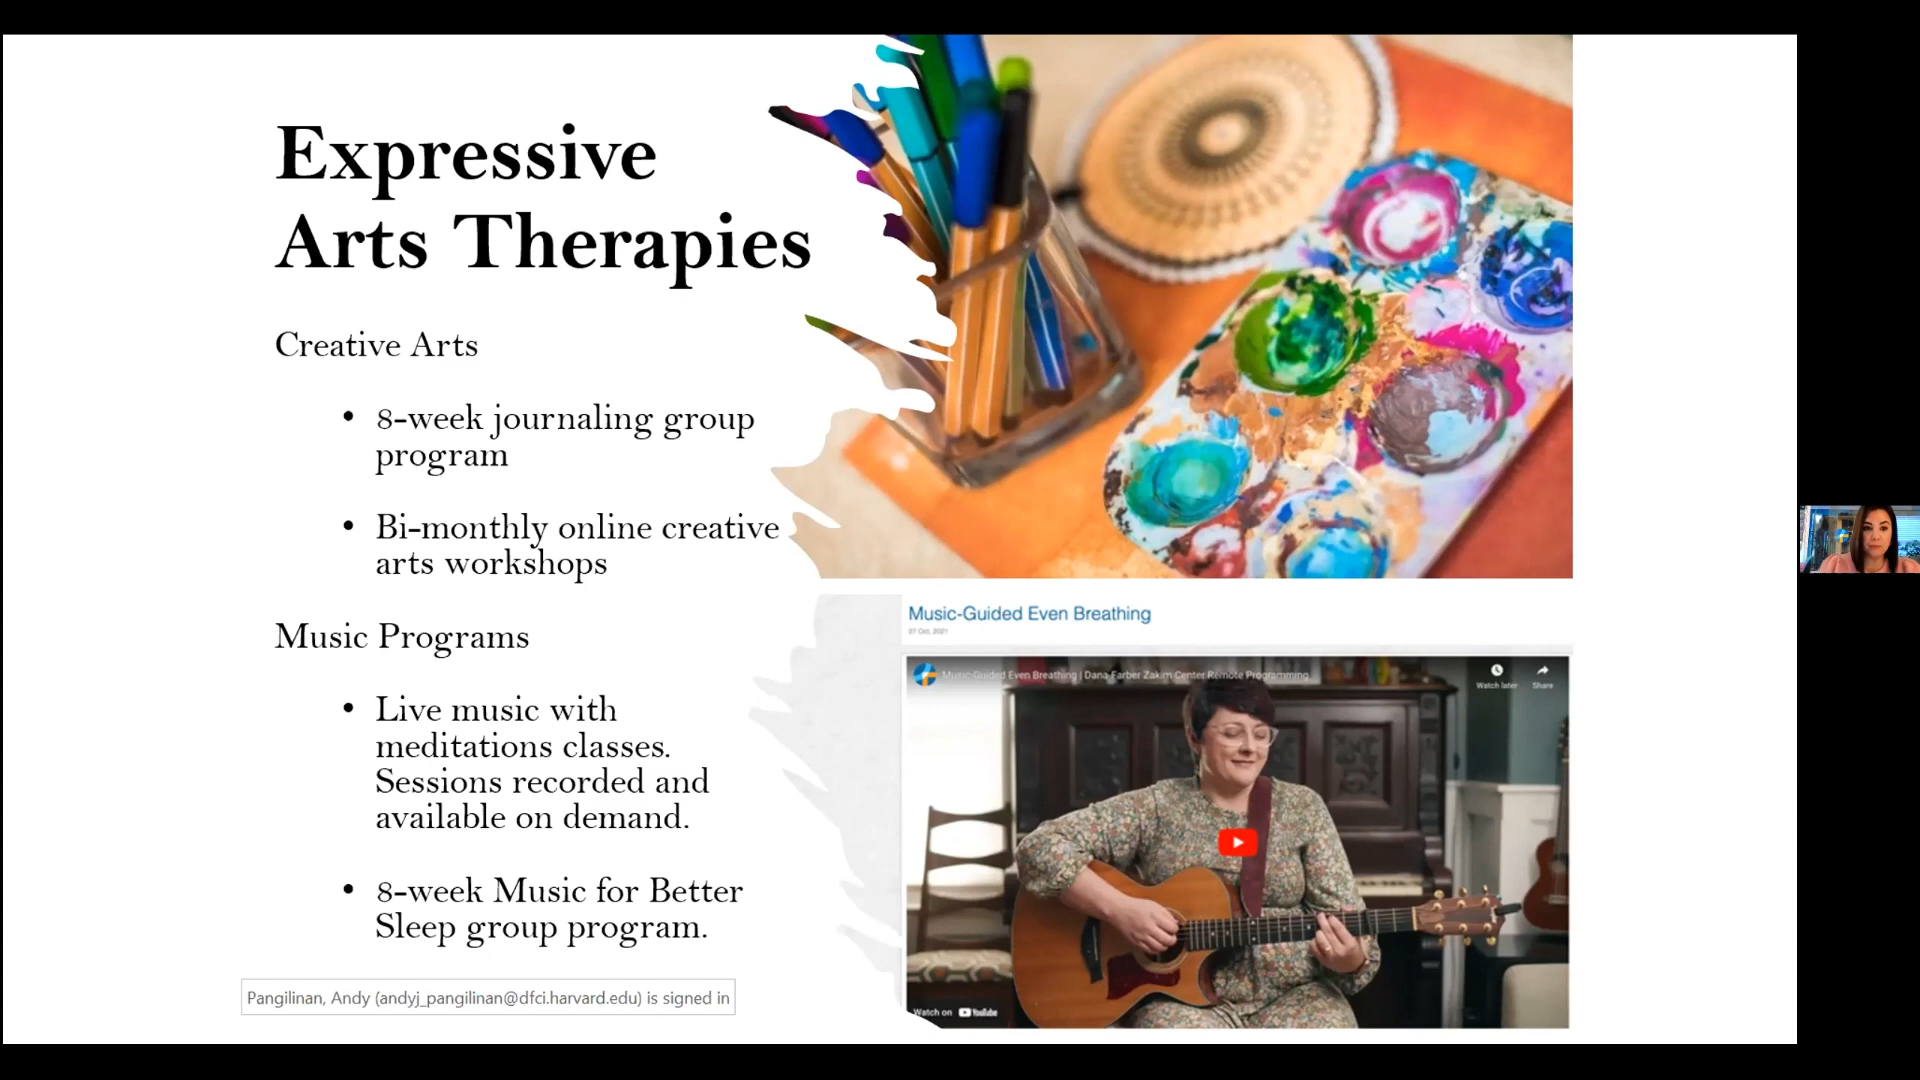 Expressive
Arts Therapies
Creative Arts
• 8-week journaling group
program
• Bi-monthly online creative
arts workshops
Music Programs
• Live music with
meditations classes.
Sessions recorded and
available on demand.
• 8-week Music for Better
Sleep group program.
Pangilinan, Andy (andyj_pangilinan@dfci.harvard.edu) is signed in
Music-Guided Even Breathing
27 Oct, 2021
Music-Guided Even Breathing | Dana-Farber Zakim Center Remote Programming
Watch later
Share
Watch on YouTube